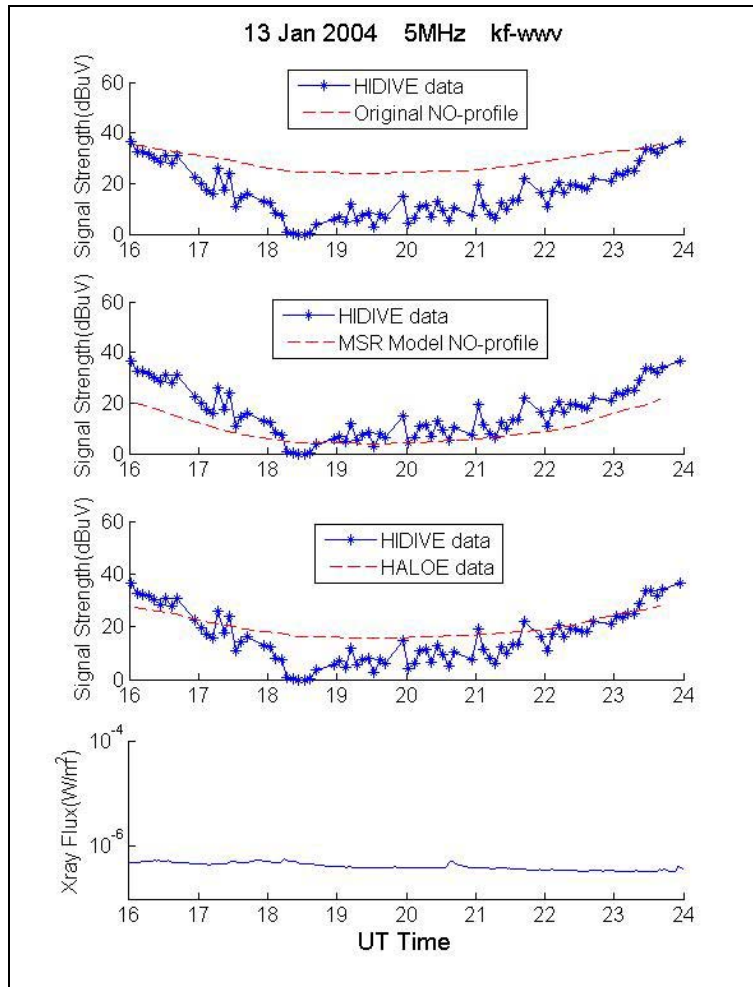 13 Jan 2004 5MHz kf-wwv
Signal Strength(dBuV)
60
40
20
0
HIDIVE data
Original NO-profile
16 17 18 19 20 21 22 23 24
Signal Strength(dBuV)
60
40
20
0
HIDIVE data
MSR Model NO-profile
16 17 18 19 20 21 22 23 24
Signal Strength(dBuV)
60
40
20
0
HIDIVE data
HALOE data
16 17 18 19 20 21 22 23 24
Xray Flux(W/m²)
10⁻⁴
10⁻⁶
16 17 18 19 20 21 22 23 24
UT Time